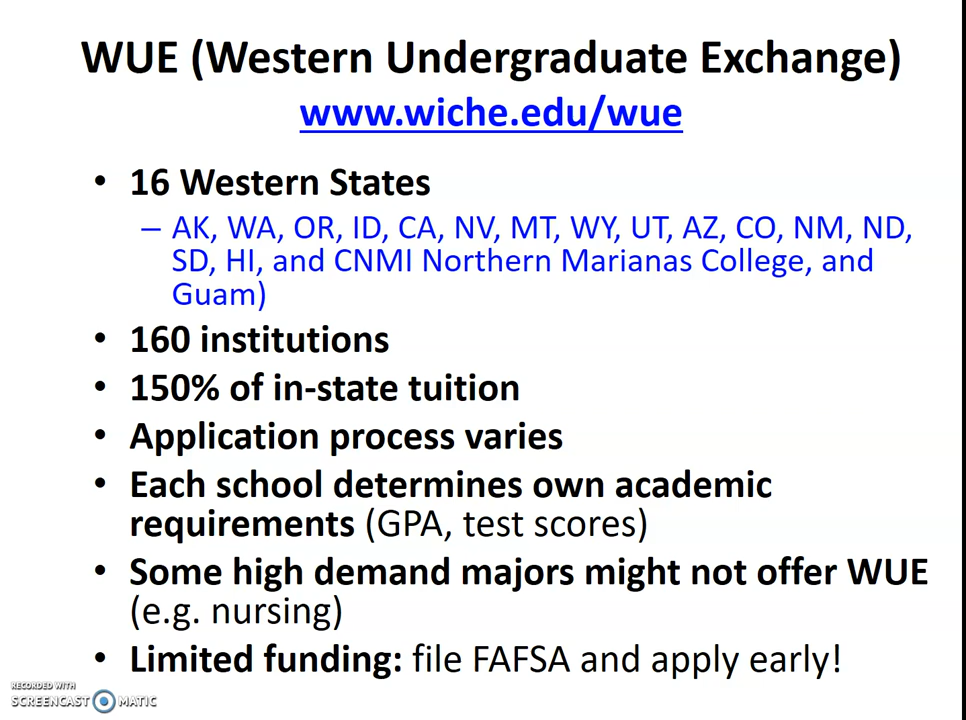 WUE (Western Undergraduate Exchange)
www.wiche.edu/wue
• 16 Western States
– AK, WA, OR, ID, CA, NV, MT, WY, UT, AZ, CO, NM, ND,
SD, HI, and CNMI Northern Marianas College, and
Guam)
• 160 institutions
• 150% of in-state tuition
• Application process varies
• Each school determines own academic
requirements (GPA, test scores)
• Some high demand majors might not offer WUE
(e.g. nursing)
• Limited funding: file FAFSA and apply early!
RECORDED WITH
SCREENCAST MATIC